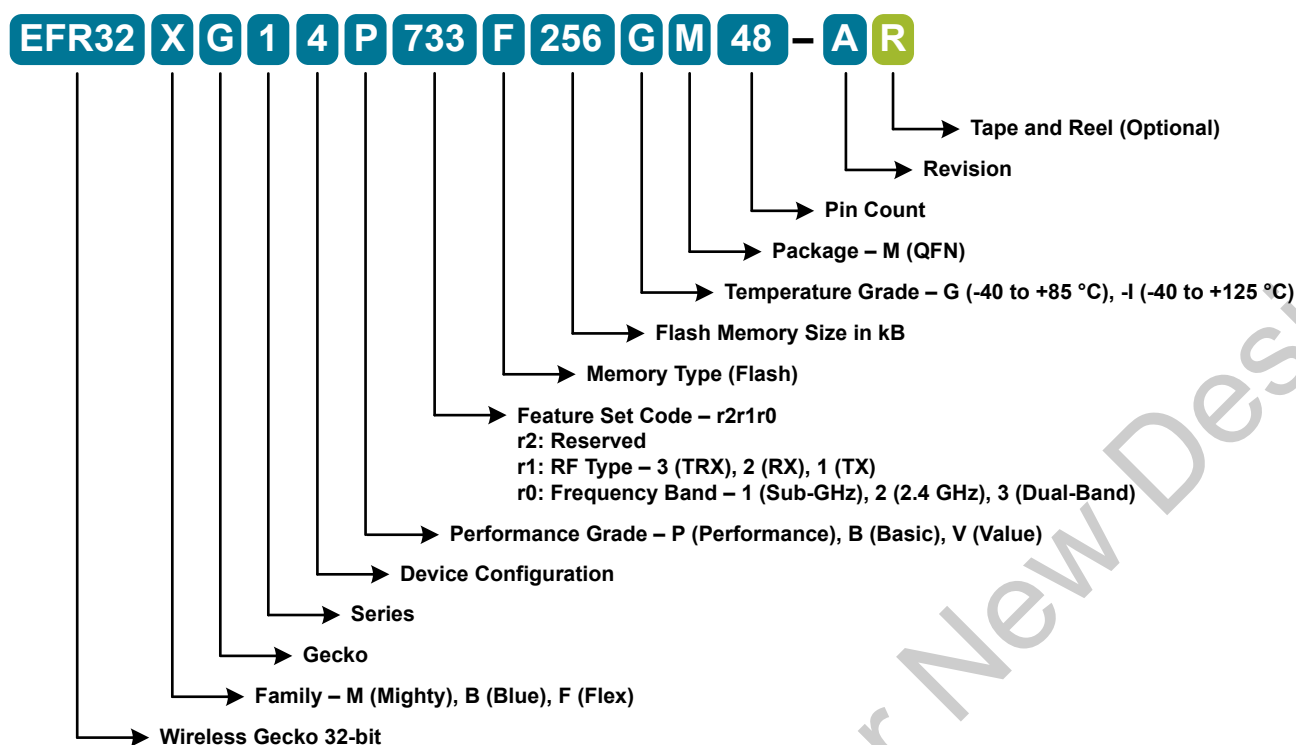 EFR32 X G 1 4 P 733 F 256 G M 48 – A R
Tape and Reel (Optional)
Revision
Pin Count
Package – M (QFN)
Temperature Grade – G (-40 to +85 °C), -I (-40 to +125 °C)
Flash Memory Size in kB
Memory Type (Flash)
Feature Set Code – r2r1r0
r2: Reserved
r1: RF Type – 3 (TRX), 2 (RX), 1 (TX)
r0: Frequency Band – 1 (Sub-GHz), 2 (2.4 GHz), 3 (Dual-Band)
Performance Grade – P (Performance), B (Basic), V (Value)
Device Configuration
Series
Gecko
Family – M (Mighty), B (Blue), F (Flex)
Wireless Gecko 32-bit
New